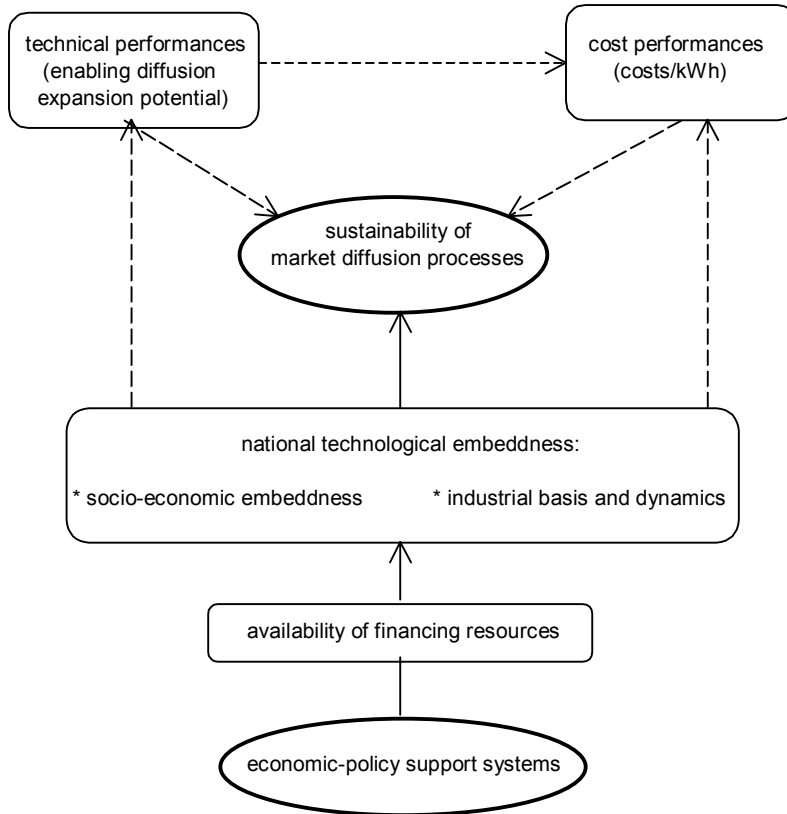 technical performances
(enabling diffusion
expansion potential)
cost performances
(costs/kWh)
sustainability of
market diffusion processes
national technological embeddness:
* socio-economic embeddness
* industrial basis and dynamics
availability of financing resources
economic-policy support systems